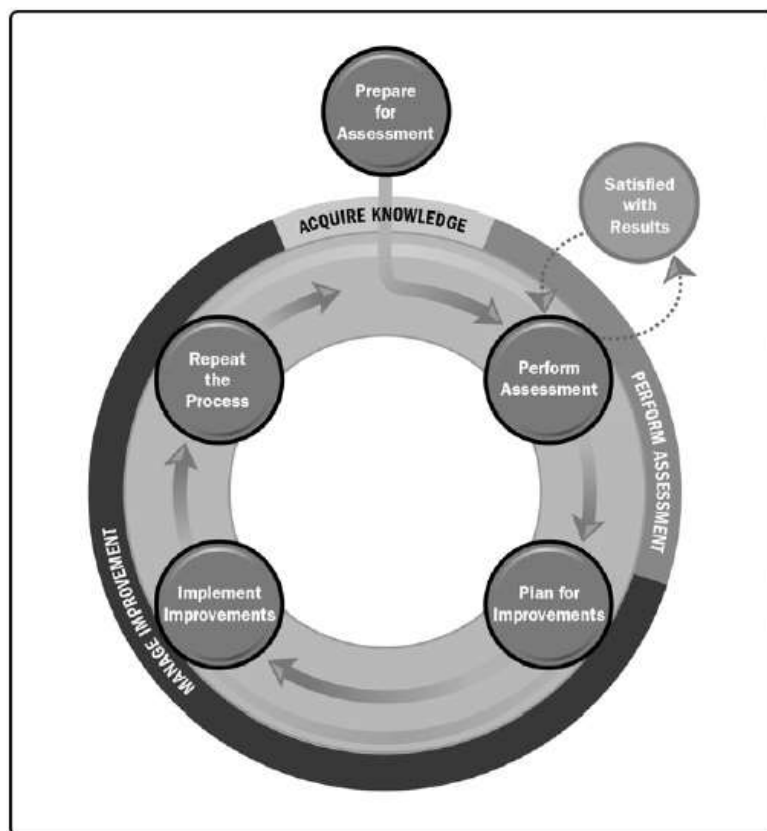 Prepare
for
Assessment
ACQUIRE KNOWLEDGE
Satisfied
with
Results
Repeat
the
Process
Perform
Assessment
PERFORM ASSESSMENT
Implement
Improvements
Plan for
Improvements
MANAGE IMPROVEMENT